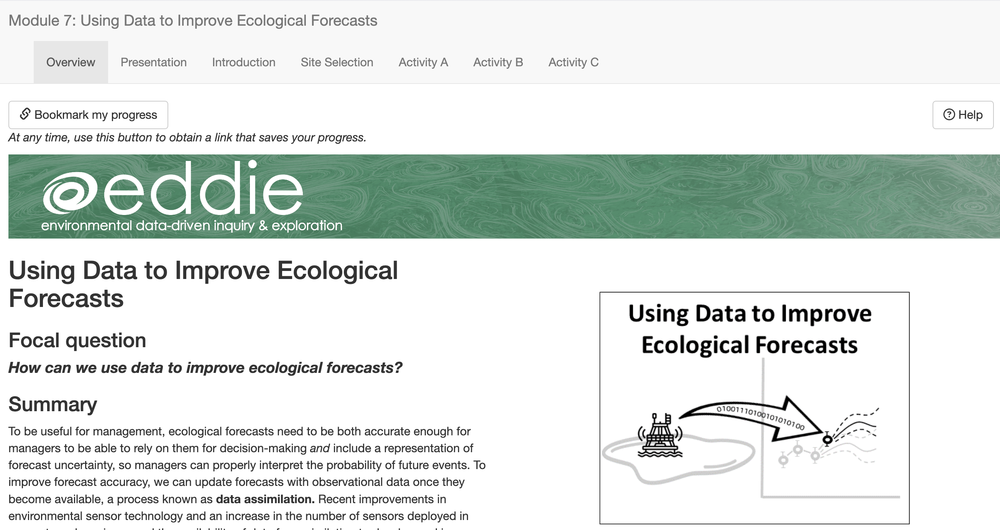 Module 7: Using Data to Improve Ecological Forecasts
Overview Presentation Introduction Site Selection Activity A Activity B Activity C
Bookmark my progress
Help
At any time, use this button to obtain a link that saves your progress.
eddie
environmental data-driven inquiry & exploration
Using Data to Improve Ecological
Forecasts
Focal question
How can we use data to improve ecological forecasts?
Summary
To be useful for management, ecological forecasts need to be both accurate enough for
managers to be able to rely on them for decision-making and include a representation of
forecast uncertainty, so managers can properly interpret the probability of future events. To
improve forecast accuracy, we can update forecasts with observational data once they
become available, a process known as data assimilation. Recent improvements in
environmental sensor technology and an increase in the number of sensors deployed in
Using Data to Improve
Ecological Forecasts
0100111010010101010100